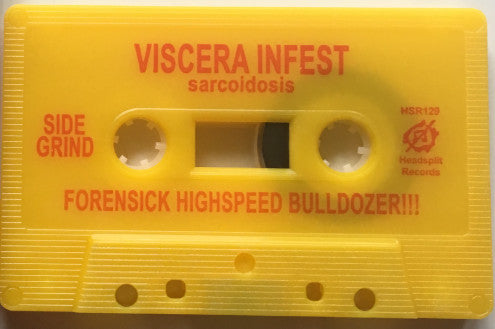 VISCERA INFEST
sarcoidosis
SIDE
GRIND
HSR129
Headsplit
Records
FORENSICK HIGHSPEED BULLDOZER!!!